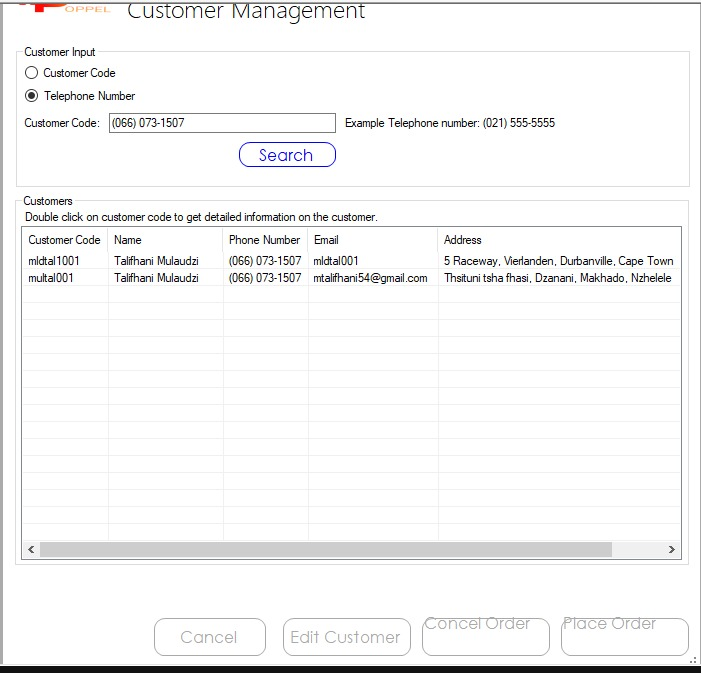 OPPEL Customer Management
Customer Input
Customer Code
Telephone Number
Customer Code: (066) 073-1507 Example Telephone number: (021) 555-5555
Search
Customers
Double click on customer code to get detailed information on the customer.
Customer Code Name Phone Number Email Address
mldtal1001 Talifhani Mulaudzi (066) 073-1507 mldtal001 5 Raceway, Vierlanden, Durbanville, Cape Town
multal001 Talifhani Mulaudzi (066) 073-1507 mtalifhani54@gmail.com Thsituni tsha fhasi, Dzanani, Makhado, Nzhelele
Cancel Edit Customer Concel Order Place Order